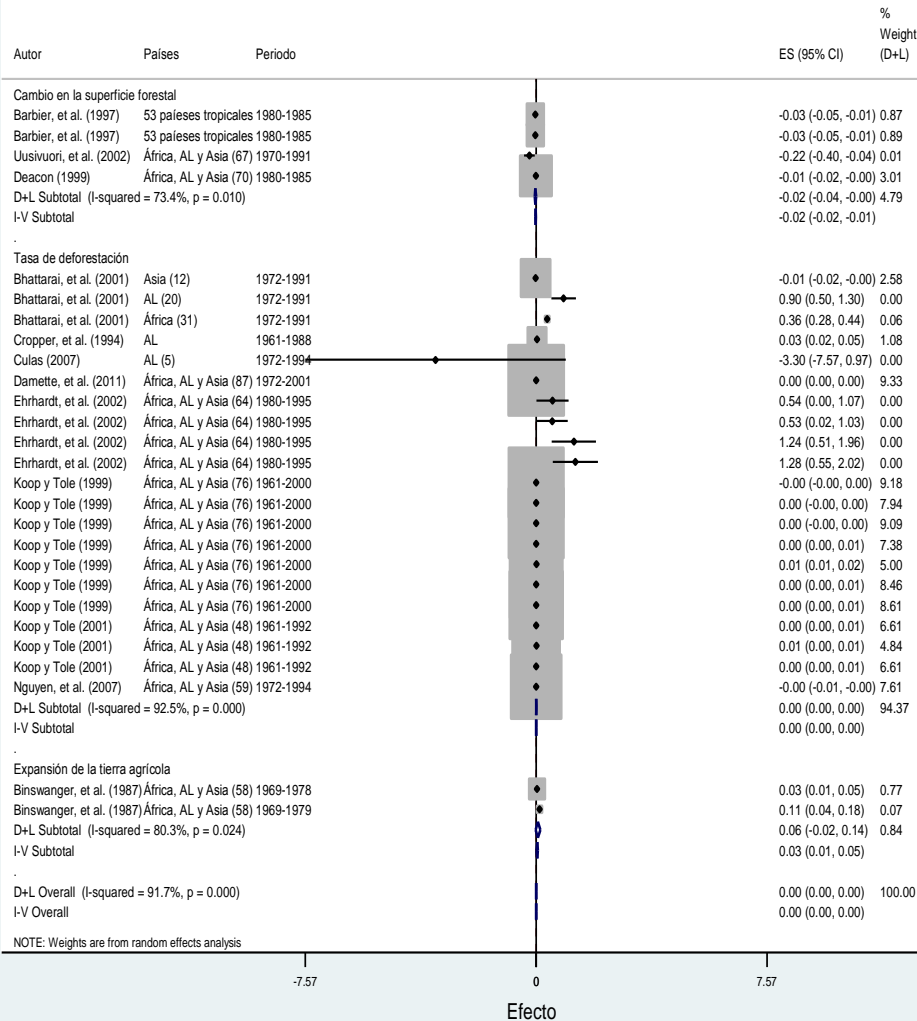 %
Weight
Autor Países Periodo ES (95% CI) (D+L)
Cambio en la superficie forestal
Barbier, et al. (1997) 53 países tropicales 1980-1985 -0.03 (-0.05, -0.01) 0.87
Barbier, et al. (1997) 53 países tropicales 1980-1985 -0.03 (-0.05, -0.01) 0.89
Uusivuori, et al. (2002) África, AL y Asia (67) 1970-1991 -0.22 (-0.40, -0.04) 0.01
Deacon (1999) África, AL y Asia (70) 1980-1985 -0.01 (-0.02, -0.00) 3.01
D+L Subtotal (I-squared = 73.4%, p = 0.010) -0.02 (-0.04, -0.00) 4.79
I-V Subtotal -0.02 (-0.02, -0.01)
.
Tasa de deforestación
Bhattarai, et al. (2001) Asia (12) 1972-1991 -0.01 (-0.02, -0.00) 2.58
Bhattarai, et al. (2001) AL (20) 1972-1991 0.90 (0.50, 1.30) 0.00
Bhattarai, et al. (2001) África (31) 1972-1991 0.36 (0.28, 0.44) 0.06
Cropper, et al. (1994) AL 1961-1988 0.03 (0.02, 0.05) 1.08
Culas (2007) AL (5) 1972-1994 -3.30 (-7.57, 0.97) 0.00
Damette, et al. (2011) África, AL y Asia (87) 1972-2001 0.00 (0.00, 0.00) 9.33
Ehrhardt, et al. (2002) África, AL y Asia (64) 1980-1995 0.54 (0.00, 1.07) 0.00
Ehrhardt, et al. (2002) África, AL y Asia (64) 1980-1995 0.53 (0.02, 1.03) 0.00
Ehrhardt, et al. (2002) África, AL y Asia (64) 1980-1995 1.24 (0.51, 1.96) 0.00
Ehrhardt, et al. (2002) África, AL y Asia (64) 1980-1995 1.28 (0.55, 2.02) 0.00
Koop y Tole (1999) África, AL y Asia (76) 1961-2000 -0.00 (-0.00, 0.00) 9.18
Koop y Tole (1999) África, AL y Asia (76) 1961-2000 0.00 (-0.00, 0.00) 7.94
Koop y Tole (1999) África, AL y Asia (76) 1961-2000 0.00 (-0.00, 0.00) 9.09
Koop y Tole (1999) África, AL y Asia (76) 1961-2000 0.00 (0.00, 0.01) 7.38
Koop y Tole (1999) África, AL y Asia (76) 1961-2000 0.01 (0.01, 0.02) 5.00
Koop y Tole (1999) África, AL y Asia (76) 1961-2000 0.00 (0.00, 0.01) 8.46
Koop y Tole (1999) África, AL y Asia (76) 1961-2000 0.00 (0.00, 0.01) 8.61
Koop y Tole (2001) África, AL y Asia (48) 1961-1992 0.00 (0.00, 0.01) 6.61
Koop y Tole (2001) África, AL y Asia (48) 1961-1992 0.01 (0.00, 0.01) 4.84
Koop y Tole (2001) África, AL y Asia (48) 1961-1992 0.00 (0.00, 0.01) 6.61
Nguyen, et al. (2007) África, AL y Asia (59) 1972-1994 -0.00 (-0.01, -0.00) 7.61
D+L Subtotal (I-squared = 92.5%, p = 0.000) 0.00 (0.00, 0.00) 94.37
I-V Subtotal 0.00 (0.00, 0.00)
.
Expansión de la tierra agrícola
Binswanger, et al. (1987) África, AL y Asia (58) 1969-1978 0.03 (0.01, 0.05) 0.77
Binswanger, et al. (1987) África, AL y Asia (58) 1969-1979 0.11 (0.04, 0.18) 0.07
D+L Subtotal (I-squared = 80.3%, p = 0.024) 0.06 (-0.02, 0.14) 0.84
I-V Subtotal 0.03 (0.01, 0.05)
.
D+L Overall (I-squared = 91.7%, p = 0.000) 0.00 (0.00, 0.00) 100.00
I-V Overall 0.00 (0.00, 0.00)
NOTE: Weights are from random effects analysis
-7.57 0 7.57
Efecto